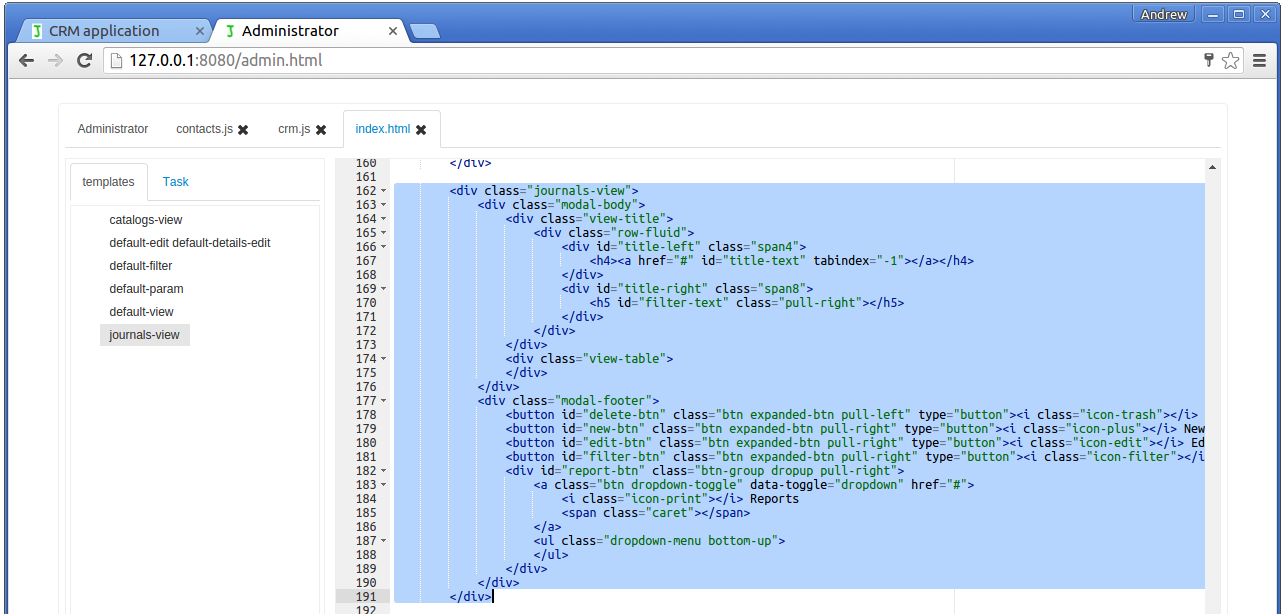 Andrew
CRM application
Administrator
127.0.0.1:8080/admin.html
Administrator contacts.js crm.js index.html
templates Task
catalogs-view
default-edit default-details-edit
default-filter
default-param
default-view
journals-view
160 </div>
161
162 <div class="journals-view">
163 <div class="modal-body">
164 <div class="view-title">
165 <div class="row-fluid">
166 <div id="title-left" class="span4">
167 <h4><a href="#" id="title-text" tabindex="-1"></a></h4>
168 </div>
169 <div id="title-right" class="span8">
170 <h5 id="filter-text" class="pull-right"></h5>
171 </div>
172 </div>
173 </div>
174 <div class="view-table">
175 </div>
176 </div>
177 <div class="modal-footer">
178 <button id="delete-btn" class="btn expanded-btn pull-left" type="button"><i class="icon-trash"></i>
179 <button id="new-btn" class="btn expanded-btn pull-right" type="button"><i class="icon-plus"></i> New
180 <button id="edit-btn" class="btn expanded-btn pull-right" type="button"><i class="icon-edit"></i> Ed
181 <button id="filter-btn" class="btn expanded-btn pull-right" type="button"><i class="icon-filter"></i
182 <div id="report-btn" class="btn-group dropup pull-right">
183 <a class="btn dropdown-toggle" data-toggle="dropdown" href="#">
184 <i class="icon-print"></i> Reports
185 <span class="caret"></span>
186 </a>
187 <ul class="dropdown-menu bottom-up">
188 </ul>
189 </div>
190 </div>
191 </div>
192